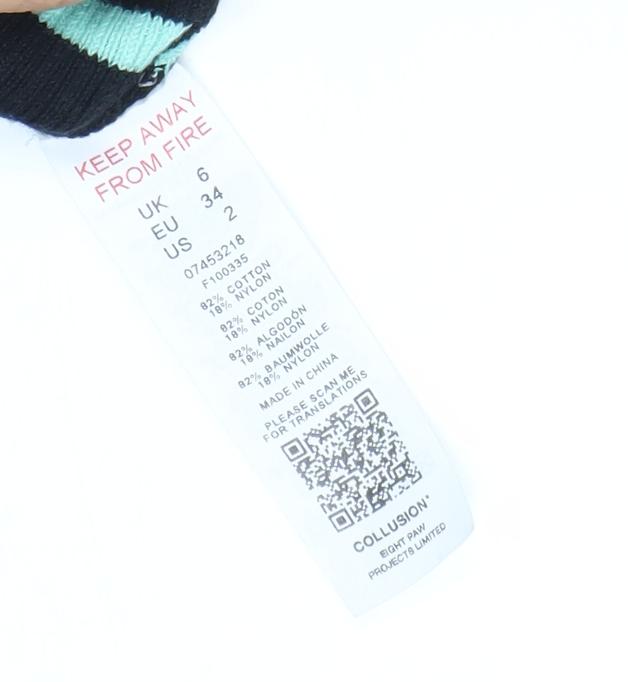 KEEP AWAY
FROM FIRE
UK 6
EU 34
US 2
07453218
F100335
82% COTTON
18% NYLON
82% COTON
18% NYLON
82% ALGODÓN
18% NAILON
82% BAUMWOLLE
18% NYLON
MADE IN CHINA
PLEASE SCAN ME
FOR TRANSLATIONS
COLLUSION®
EIGHT PAW
PROJECTS LIMITED